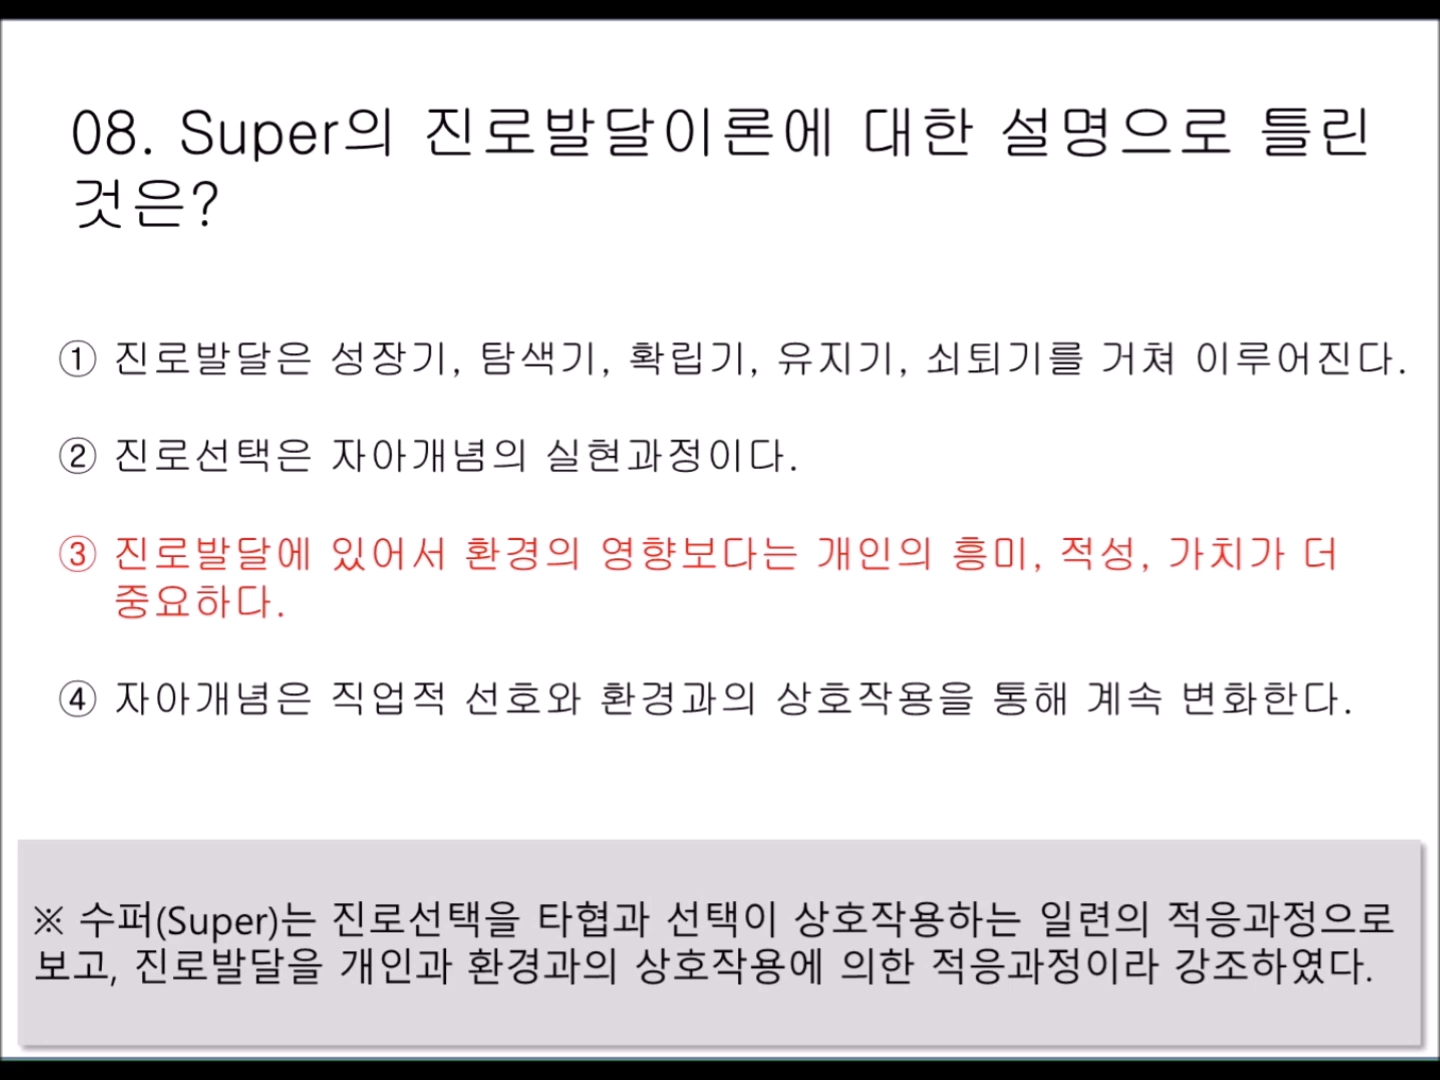 08. Super의 진로발달이론에 대한 설명으로 틀린
것은?
① 진로발달은 성장기, 탐색기, 확립기, 유지기, 쇠퇴기를 거쳐 이루어진다.
② 진로선택은 자아개념의 실현과정이다.
③ 진로발달에 있어서 환경의 영향보다는 개인의 흥미, 적성, 가치가 더
중요하다.
④ 자아개념은 직업적 선호와 환경과의 상호작용을 통해 계속 변화한다.
※ 수퍼(Super)는 진로선택을 타협과 선택이 상호작용하는 일련의 적응과정으로
보고, 진로발달을 개인과 환경과의 상호작용에 의한 적응과정이라 강조하였다.